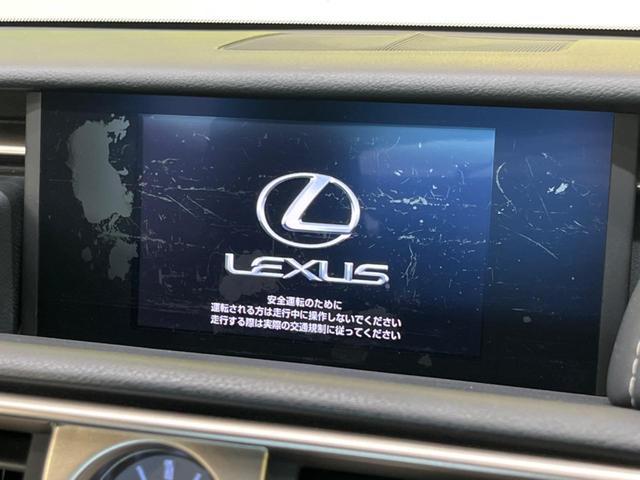 LEXUS
安全運転のために
運転される方は走行中に操作しないでください
走行する際は実際の交通規制に従ってください